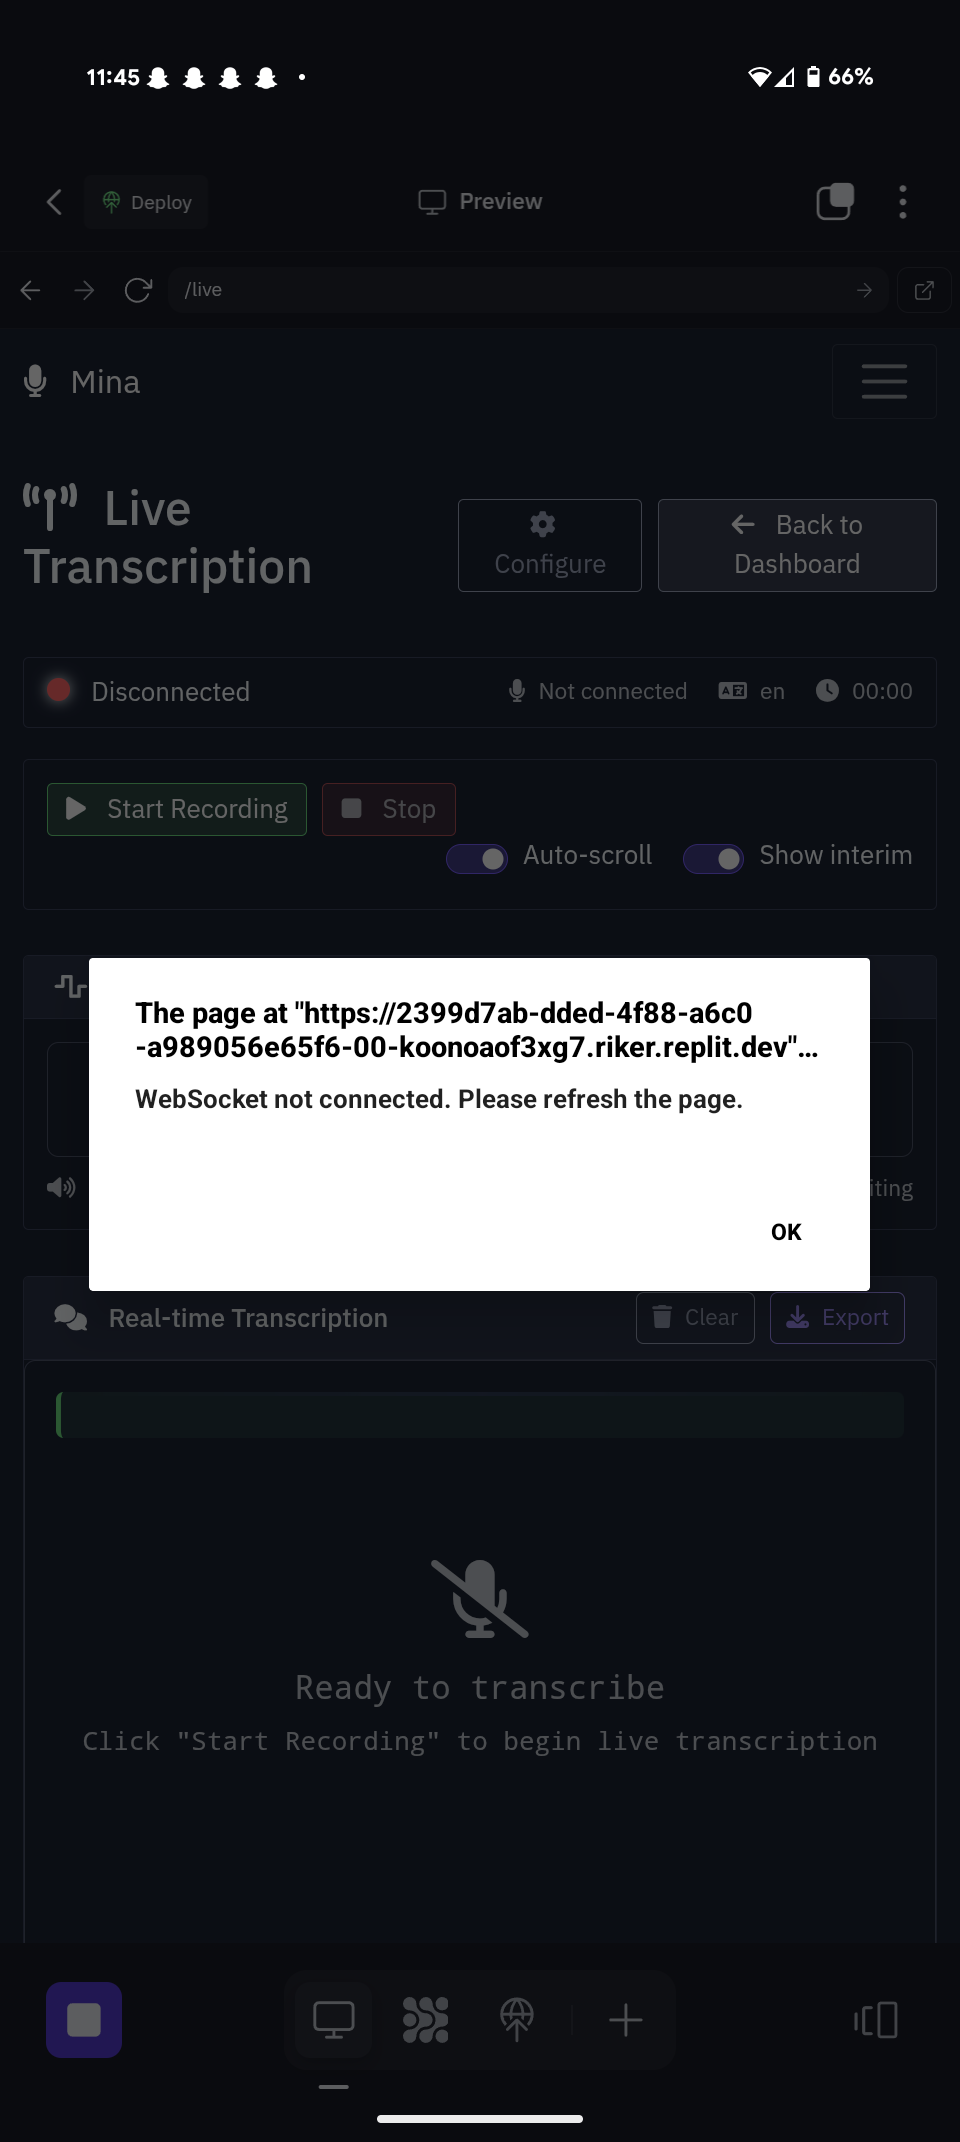 11:45
66%
Deploy
Preview
/live
Mina
Live
Transcription
Configure
Back to
Dashboard
Disconnected
Not connected
en
00:00
Start Recording
Stop
Auto-scroll
Show interim
The page at "https://2399d7ab-dded-4f88-a6c0
-a989056e65f6-00-koonoaof3xg7.riker.replit.dev"...
WebSocket not connected. Please refresh the page.
iting
OK
Real-time Transcription
Clear
Export
Ready to transcribe
Click "Start Recording" to begin live transcription